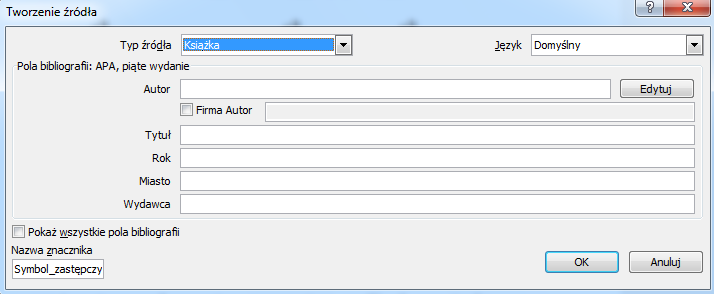 Tworzenie źródła
Typ źródła Książka Język Domyślny
Pola bibliografii: APA, piąte wydanie
Autor Edytuj
Firma Autor
Tytuł
Rok
Miasto
Wydawca
Pokaż wszystkie pola bibliografii
Nazwa znacznika
Symbol_zastępczy OK Anuluj